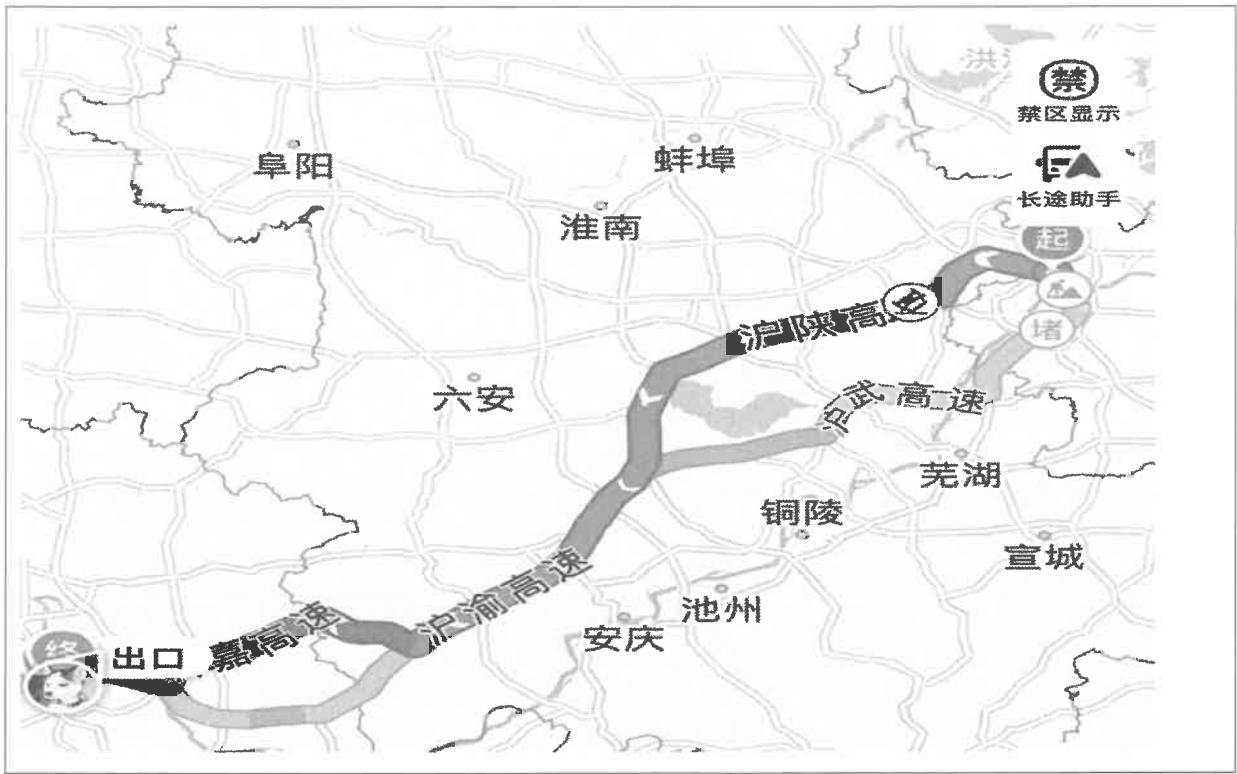 洪
禁
禁区显示
阜阳
蚌埠
长途助手
淮南
起
沪陕高
堵
六安
沪武高速
芜湖
铜陵
宣城
沪渝高速
池州
嘉高速
安庆
终
出口